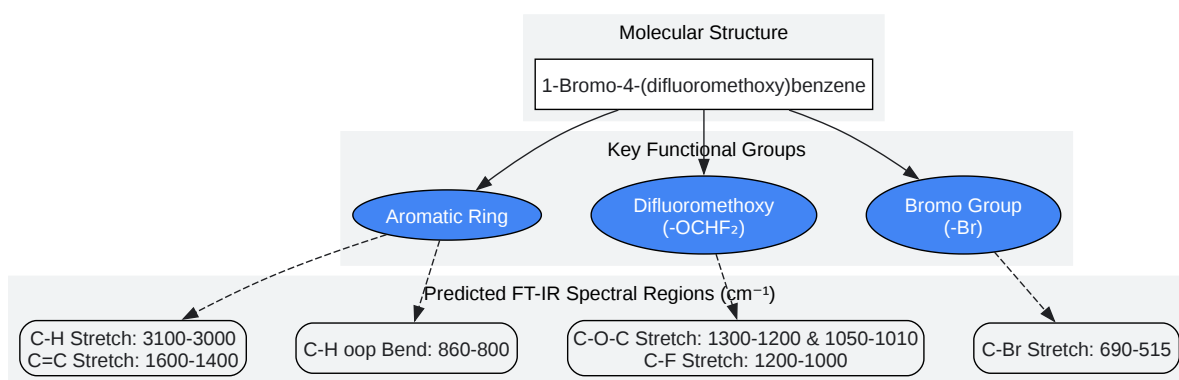 Molecular Structure
1-Bromo-4-(difluoromethoxy)benzene
Key Functional Groups
Aromatic Ring
Difluoromethoxy
(-OCHF₂)
Bromo Group
(-Br)
Predicted FT-IR Spectral Regions (cm⁻¹)
C-H Stretch: 3100-3000
C=C Stretch: 1600-1400
C-H oop Bend: 860-800
C-O-C Stretch: 1300-1200 & 1050-1010
C-F Stretch: 1200-1000
C-Br Stretch: 690-515